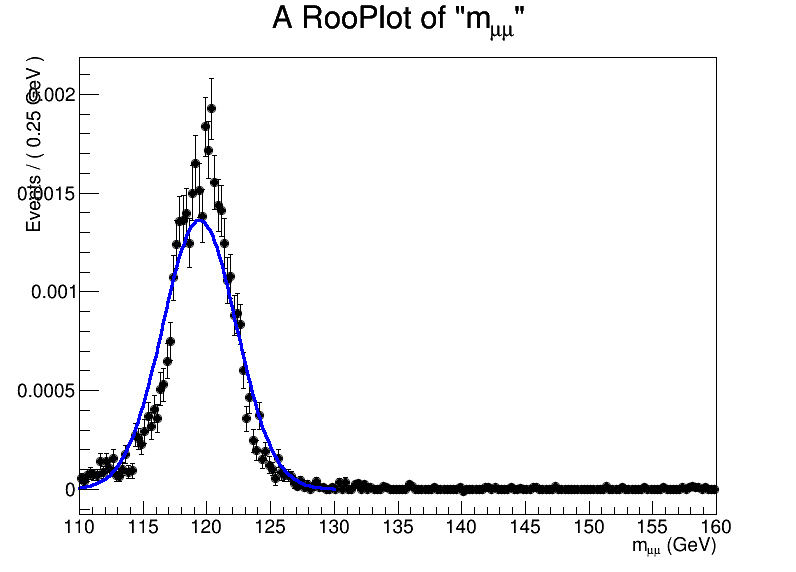 A RooPlot of "mμμ"
Events / ( 0.25 GeV )
0.002
0.0015
0.001
0.0005
0
110 115 120 125 130 135 140 145 150 155 160
mμμ (GeV)